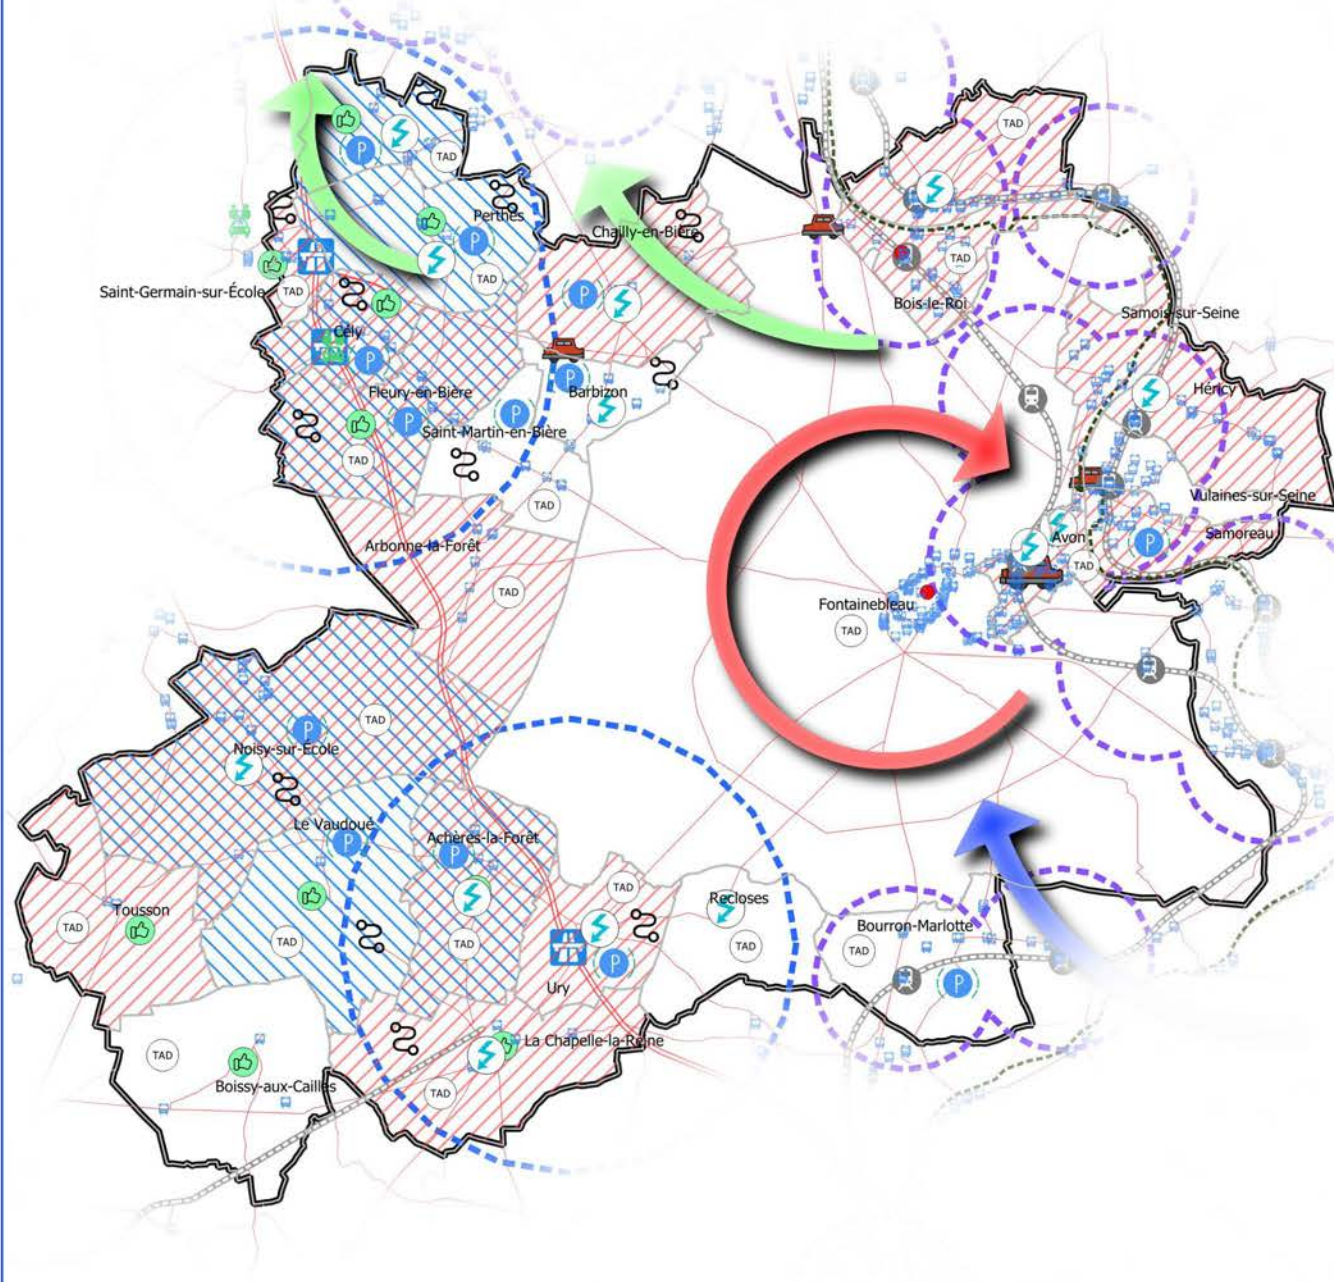 TAD
P
TAD
Perthes
P
Chailly-en-Bière
TAD
Bois-le-Roi
TAD
Saint-Germain-sur-École
TAD
P
Samois-sur-Seine
Cély
P
Fleury-en-Bière
P
Barbizon
Héricy
P
Saint-Martin-en-Bière
P
TAD
TAD
Vulaines-sur-Seine
Arbonne-la-Forêt
Avon
P
Samoreau
TAD
TAD
Fontainebleau
TAD
P
TAD
Noisy-sur-École
Le Vaudoué
P
Achères-la-Forêt
P
TAD
Recloses
Tousson
TAD
TAD
TAD
TAD
Bourron-Marlotte
TAD
P
P
Ury
La Chapelle-la-Reine
TAD
Boissy-aux-Cailles
TAD